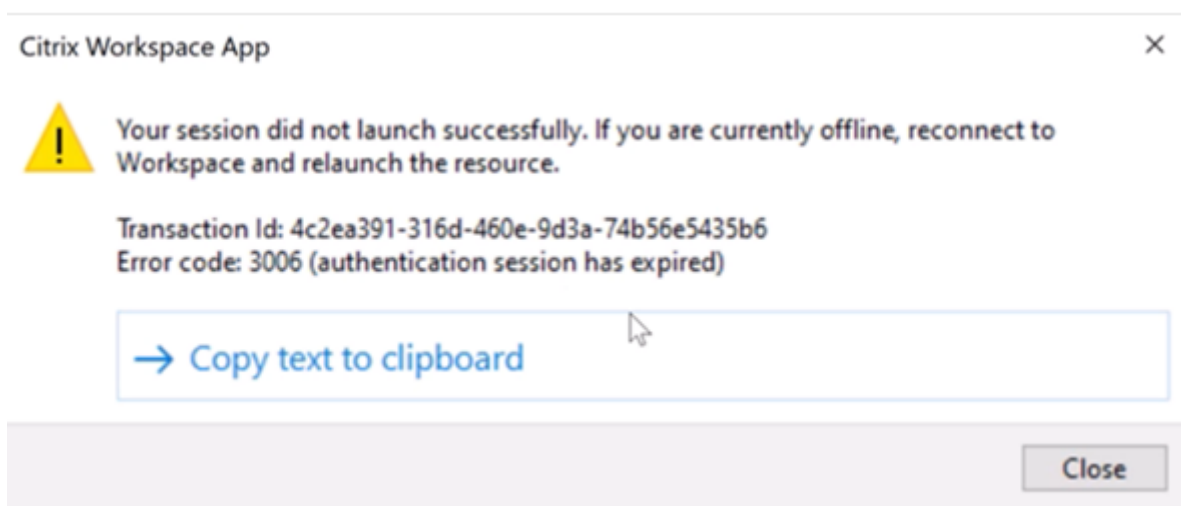 Citrix Workspace App
Your session did not launch successfully. If you are currently offline, reconnect to
Workspace and relaunch the resource.
Transaction Id: 4c2ea391-316d-460e-9d3a-74b56e5435b6
Error code: 3006 (authentication session has expired)
Copy text to clipboard
Close